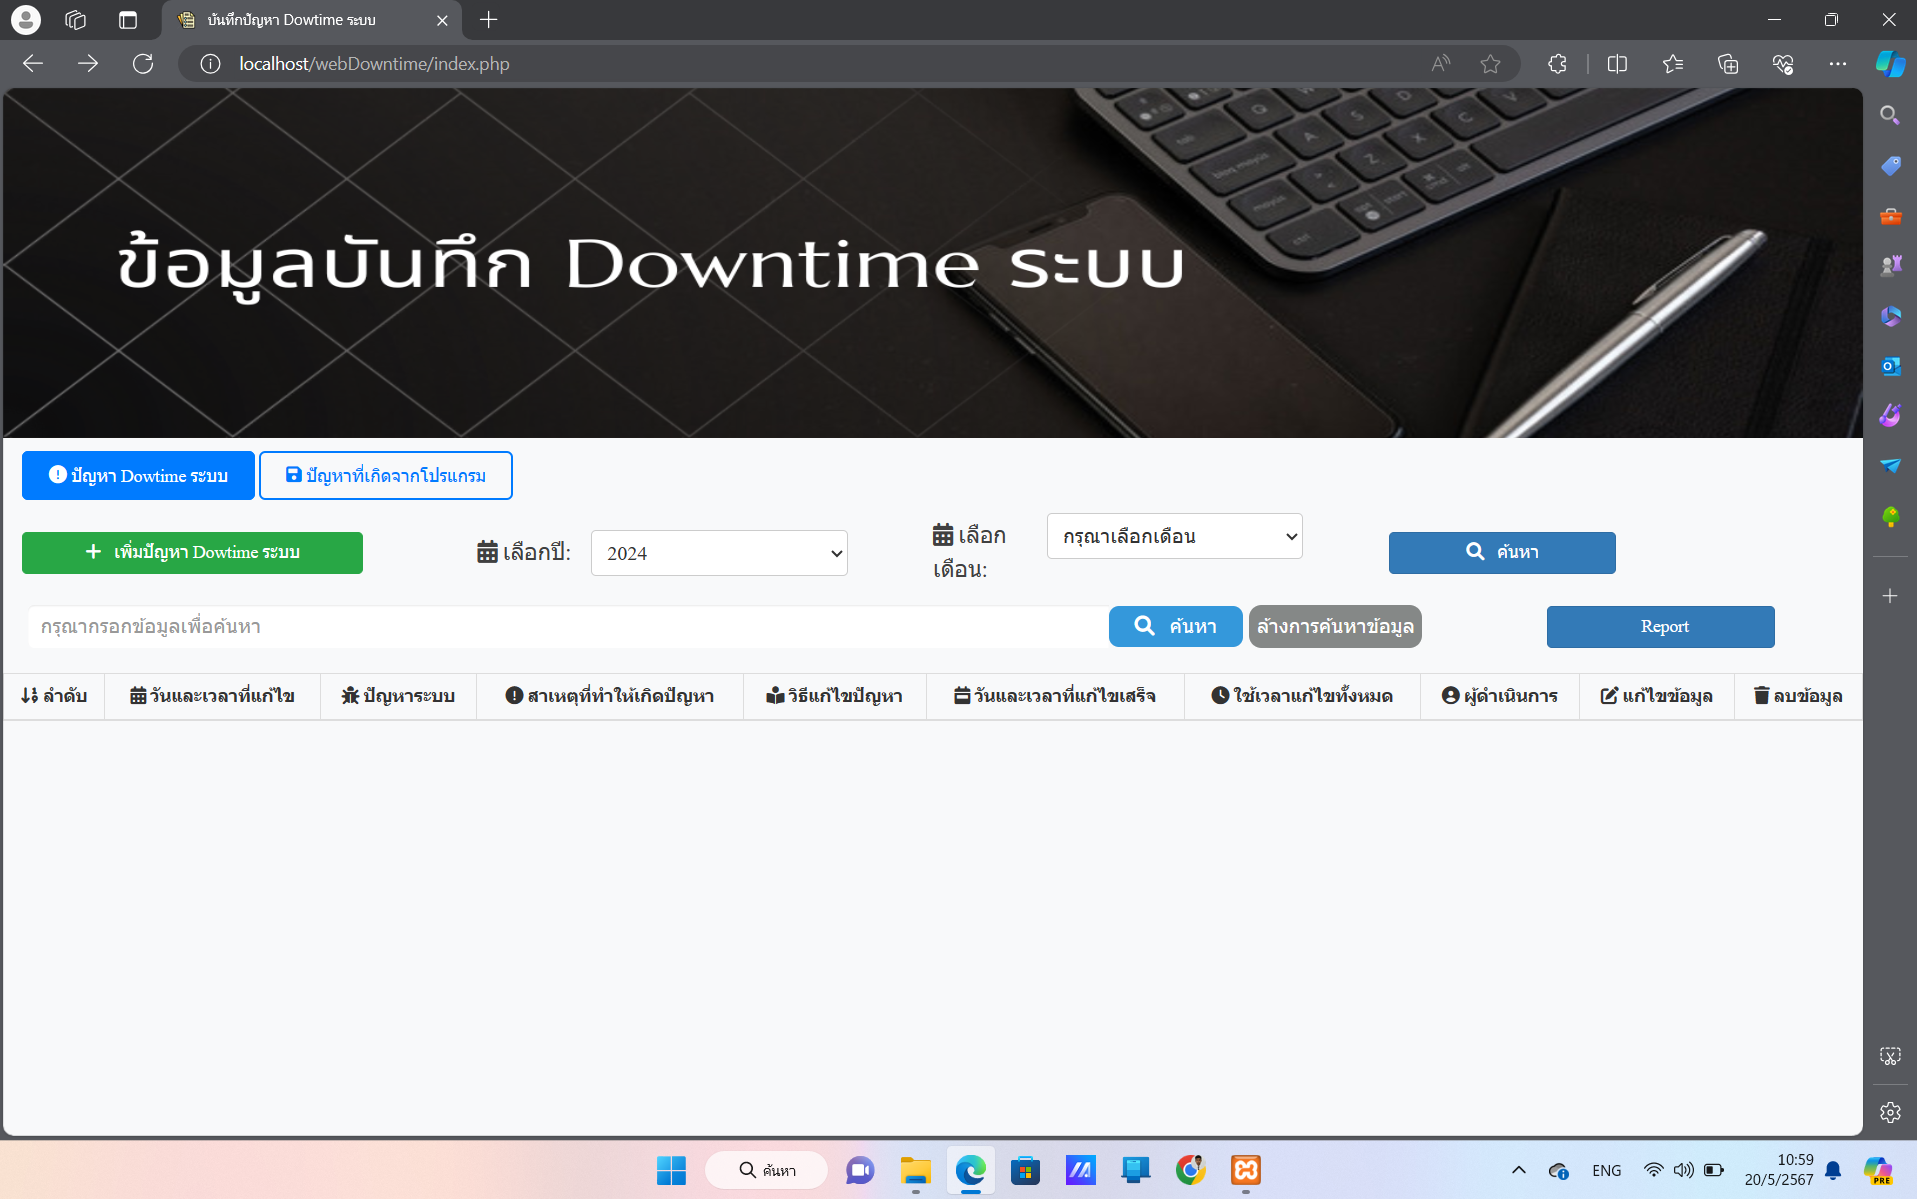 บันทึกปัญหา Dowtime ระบบ
localhost/webDowntime/index.php
ข้อมูลบันทึก Downtime ระบบ
ปัญหา Dowtime ระบบ
ปัญหาที่เกิดจากโปรแกรม
เพิ่มปัญหา Dowtime ระบบ
เลือกปี:
2024
เลือก
เดือน:
กรุณาเลือกเดือน
ค้นหา
กรุณากรอกข้อมูลเพื่อค้นหา
ค้นหา
ล้างการค้นหาข้อมูล
Report
ลำดับ
วันและเวลาที่แก้ไข
ปัญหาระบบ
สาเหตุที่ทำให้เกิดปัญหา
วิธีแก้ไขปัญหา
วันและเวลาที่แก้ไขเสร็จ
ใช้เวลาแก้ไขทั้งหมด
ผู้ดำเนินการ
แก้ไขข้อมูล
ลบข้อมูล
ค้นหา
ENG
10:59
20/5/2567
PRE